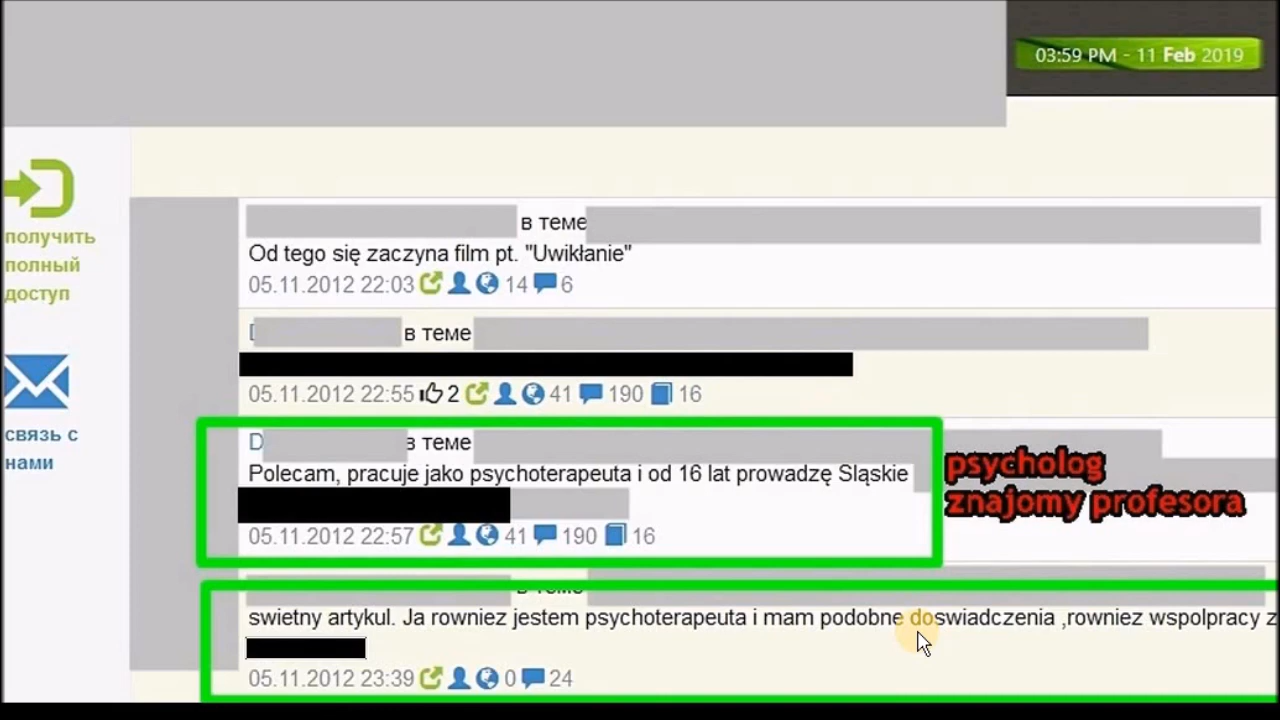 03:59 PM - 11 Feb 2019
получить
полный
доступ
связь с
нами
в теме
Od tego się zaczyna film pt. "Uwikłanie"
05.11.2012 22:03 14 6
в теме
05.11.2012 22:55 2 41 190 16
D в теме
Polecam, pracuje jako psychoterapeuta i od 16 lat prowadzę Sląskie
05.11.2012 22:57 41 190 16
psycholog
znajomy profesora
swietny artykul. Ja rowniez jestem psychoterapeuta i mam podobne doswiadczenia ,rowniez wspolpracy z
05.11.2012 23:39 0 24